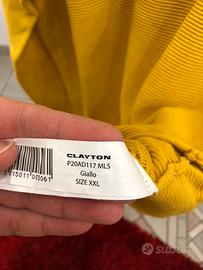 CLAYTON
P20AD117 MLS
Giallo
SIZE XXL
subito